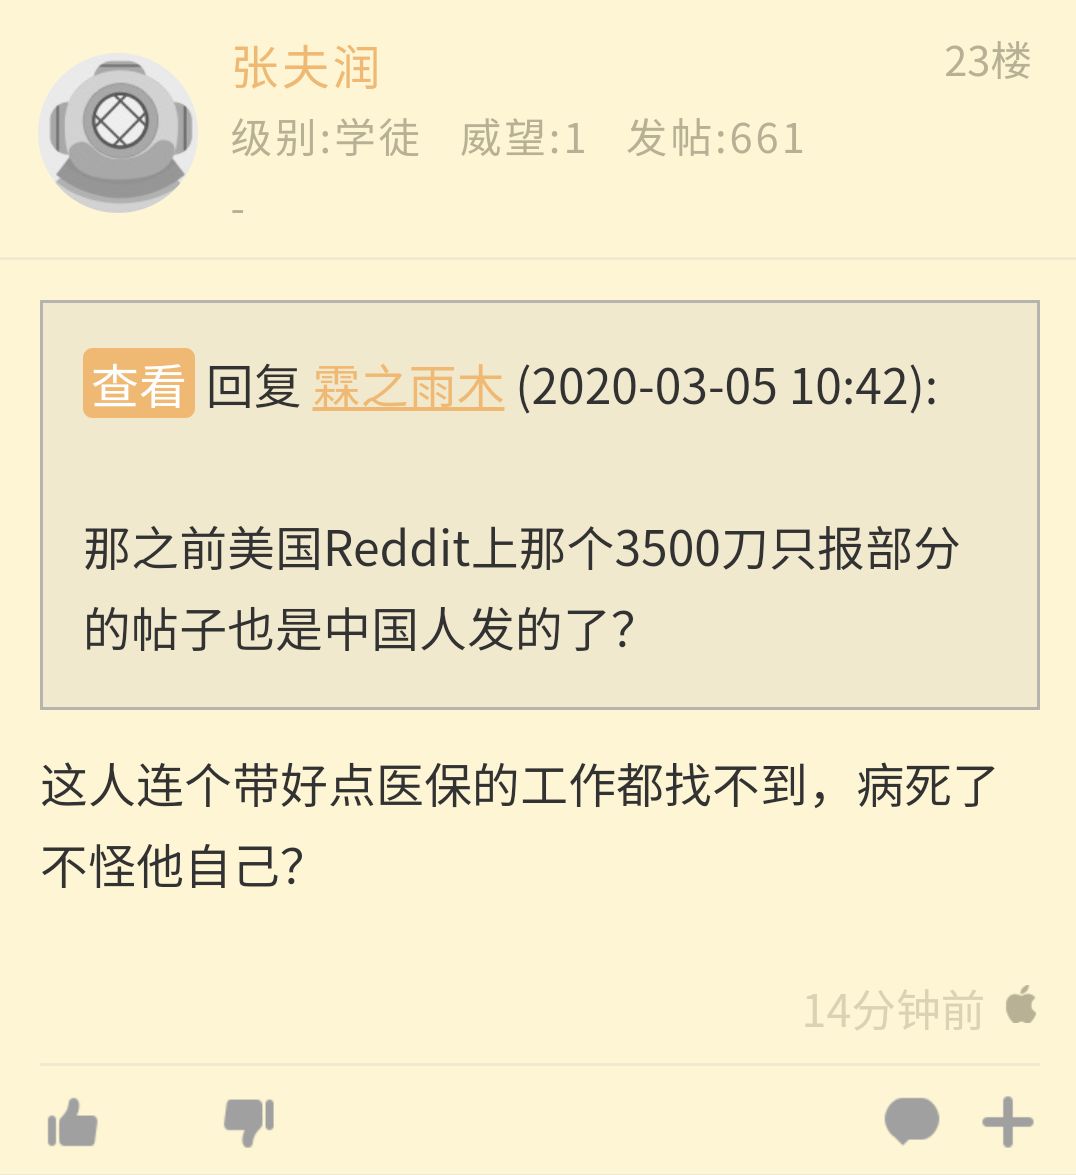 张夫润
23楼
级别:学徒 威望:1 发帖:661
-
查看 回复 霖之雨木 (2020-03-05 10:42):
那之前美国Reddit上那个3500刀只报部分
的帖子也是中国人发的了？
这人连个带好点医保的工作都找不到，病死了
不怪他自己？
14分钟前